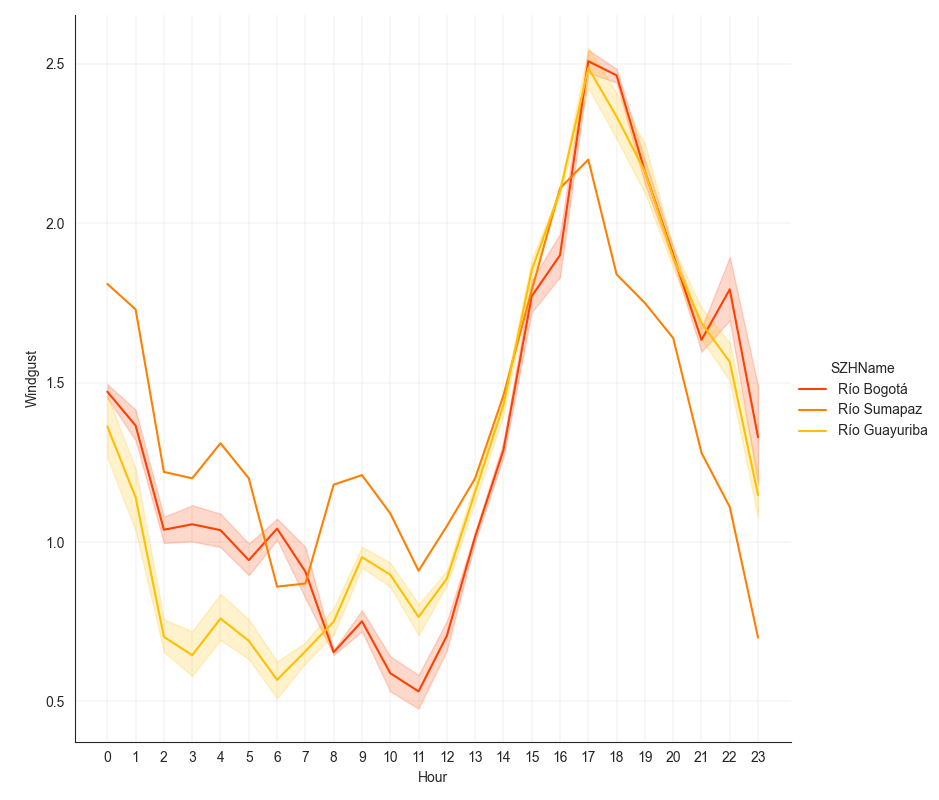 2.5
2.0
1.5
1.0
0.5
Windgust
0 1 2 3 4 5 6 7 8 9 10 11 12 13 14 15 16 17 18 19 20 21 22 23
Hour
SZHName
Río Bogotá
Río Sumapaz
Río Guayuriba